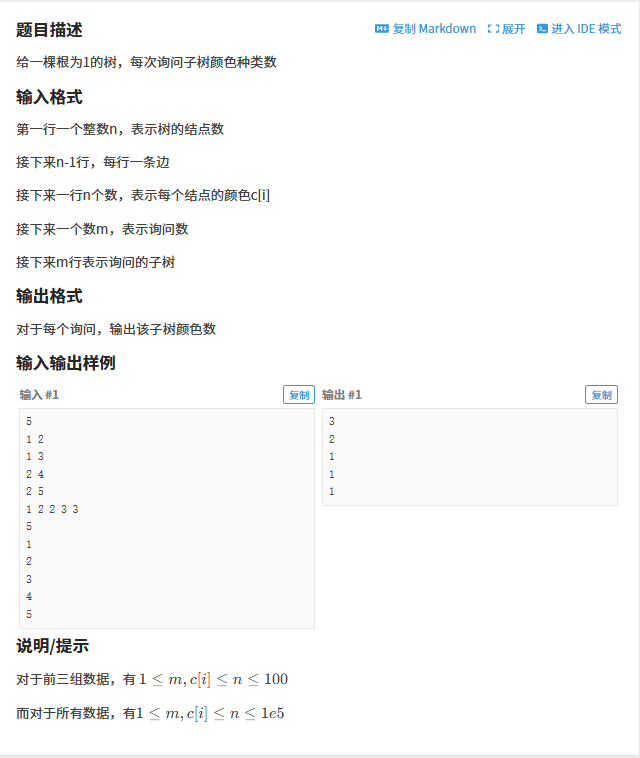 题目描述
复制 Markdown 展开 进入 IDE 模式
给一棵根为1的树，每次询问子树颜色种类数
输入格式
第一行一个整数n，表示树的结点数
接下来n-1行，每行一条边
接下来一行n个数，表示每个结点的颜色c[i]
接下来一个数m，表示询问数
接下来m行表示询问的子树
输出格式
对于每个询问，输出该子树颜色数
输入输出样例
输入 #1 复制
5
1 2
1 3
2 4
2 5
1 2 2 3 3
5
1
2
3
4
5
输出 #1 复制
3
2
1
1
1
说明/提示
对于前三组数据，有 1 ≤ m, c[i] ≤ n ≤ 100
而对于所有数据，有1 ≤ m, c[i] ≤ n ≤ 1e5